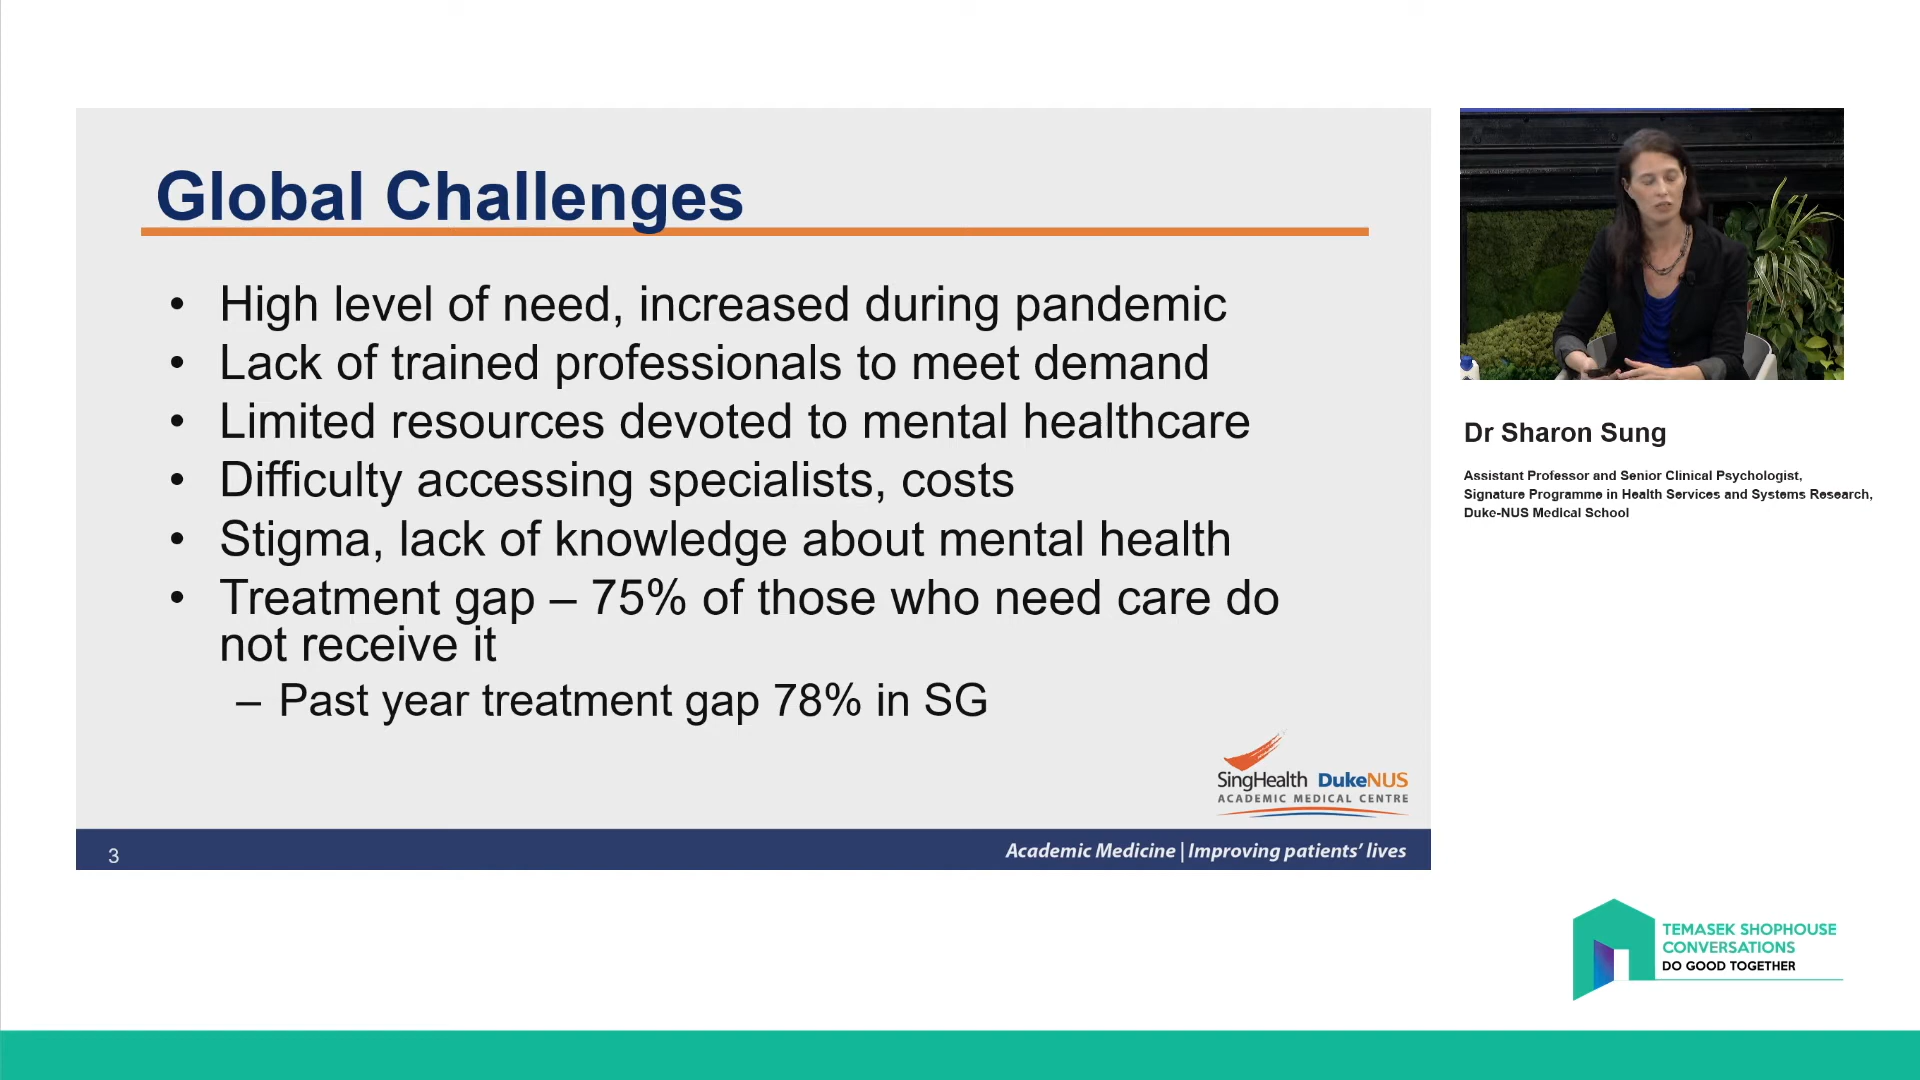 Global Challenges
• High level of need, increased during pandemic
• Lack of trained professionals to meet demand
• Limited resources devoted to mental healthcare
• Difficulty accessing specialists, costs
• Stigma, lack of knowledge about mental health
• Treatment gap – 75% of those who need care do
not receive it
– Past year treatment gap 78% in SG
SingHealth DukeNUS
ACADEMIC MEDICAL CENTRE
3
Academic Medicine | Improving patients’ lives
Dr Sharon Sung
Assistant Professor and Senior Clinical Psychologist,
Signature Programme in Health Services and Systems Research,
Duke-NUS Medical School
TEMASEK SHOPHOUSE
CONVERSATIONS
DO GOOD TOGETHER